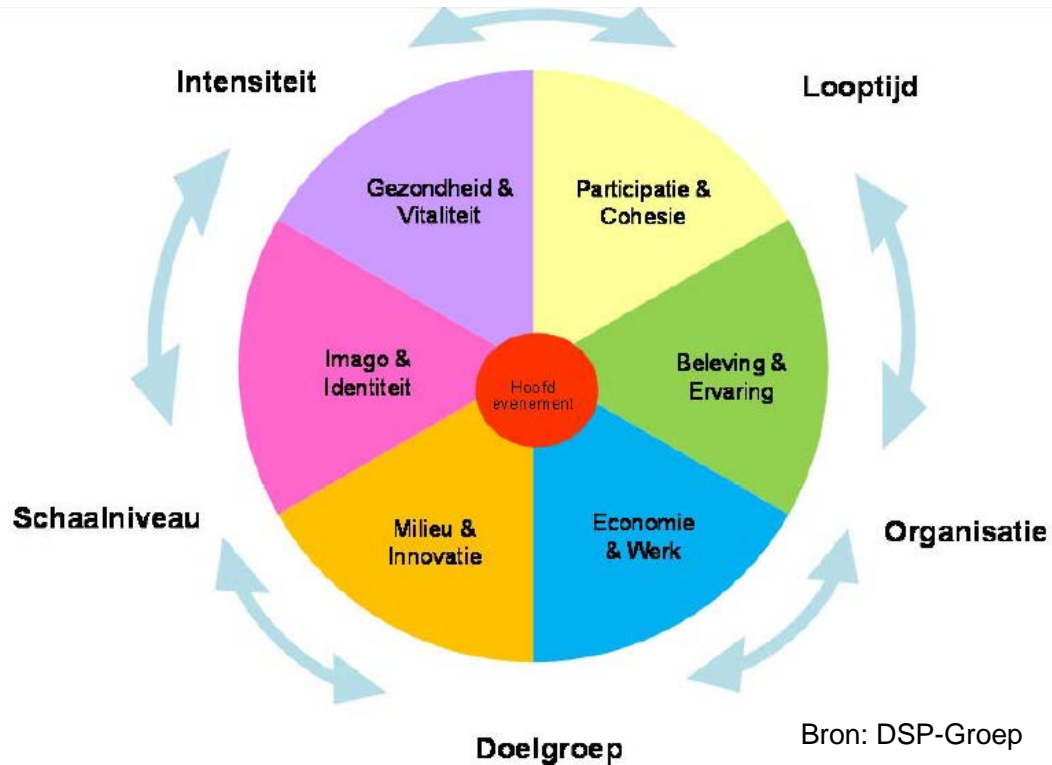 Intensiteit
Looptijd
Gezondheid &
Vitaliteit
Participatie &
Cohesie
Imago &
Identiteit
Hoofd
evenement
Beleving &
Ervaring
Schaalniveau
Milieu &
Innovatie
Economie
& Werk
Organisatie
Doelgroep
Bron: DSP-Groep